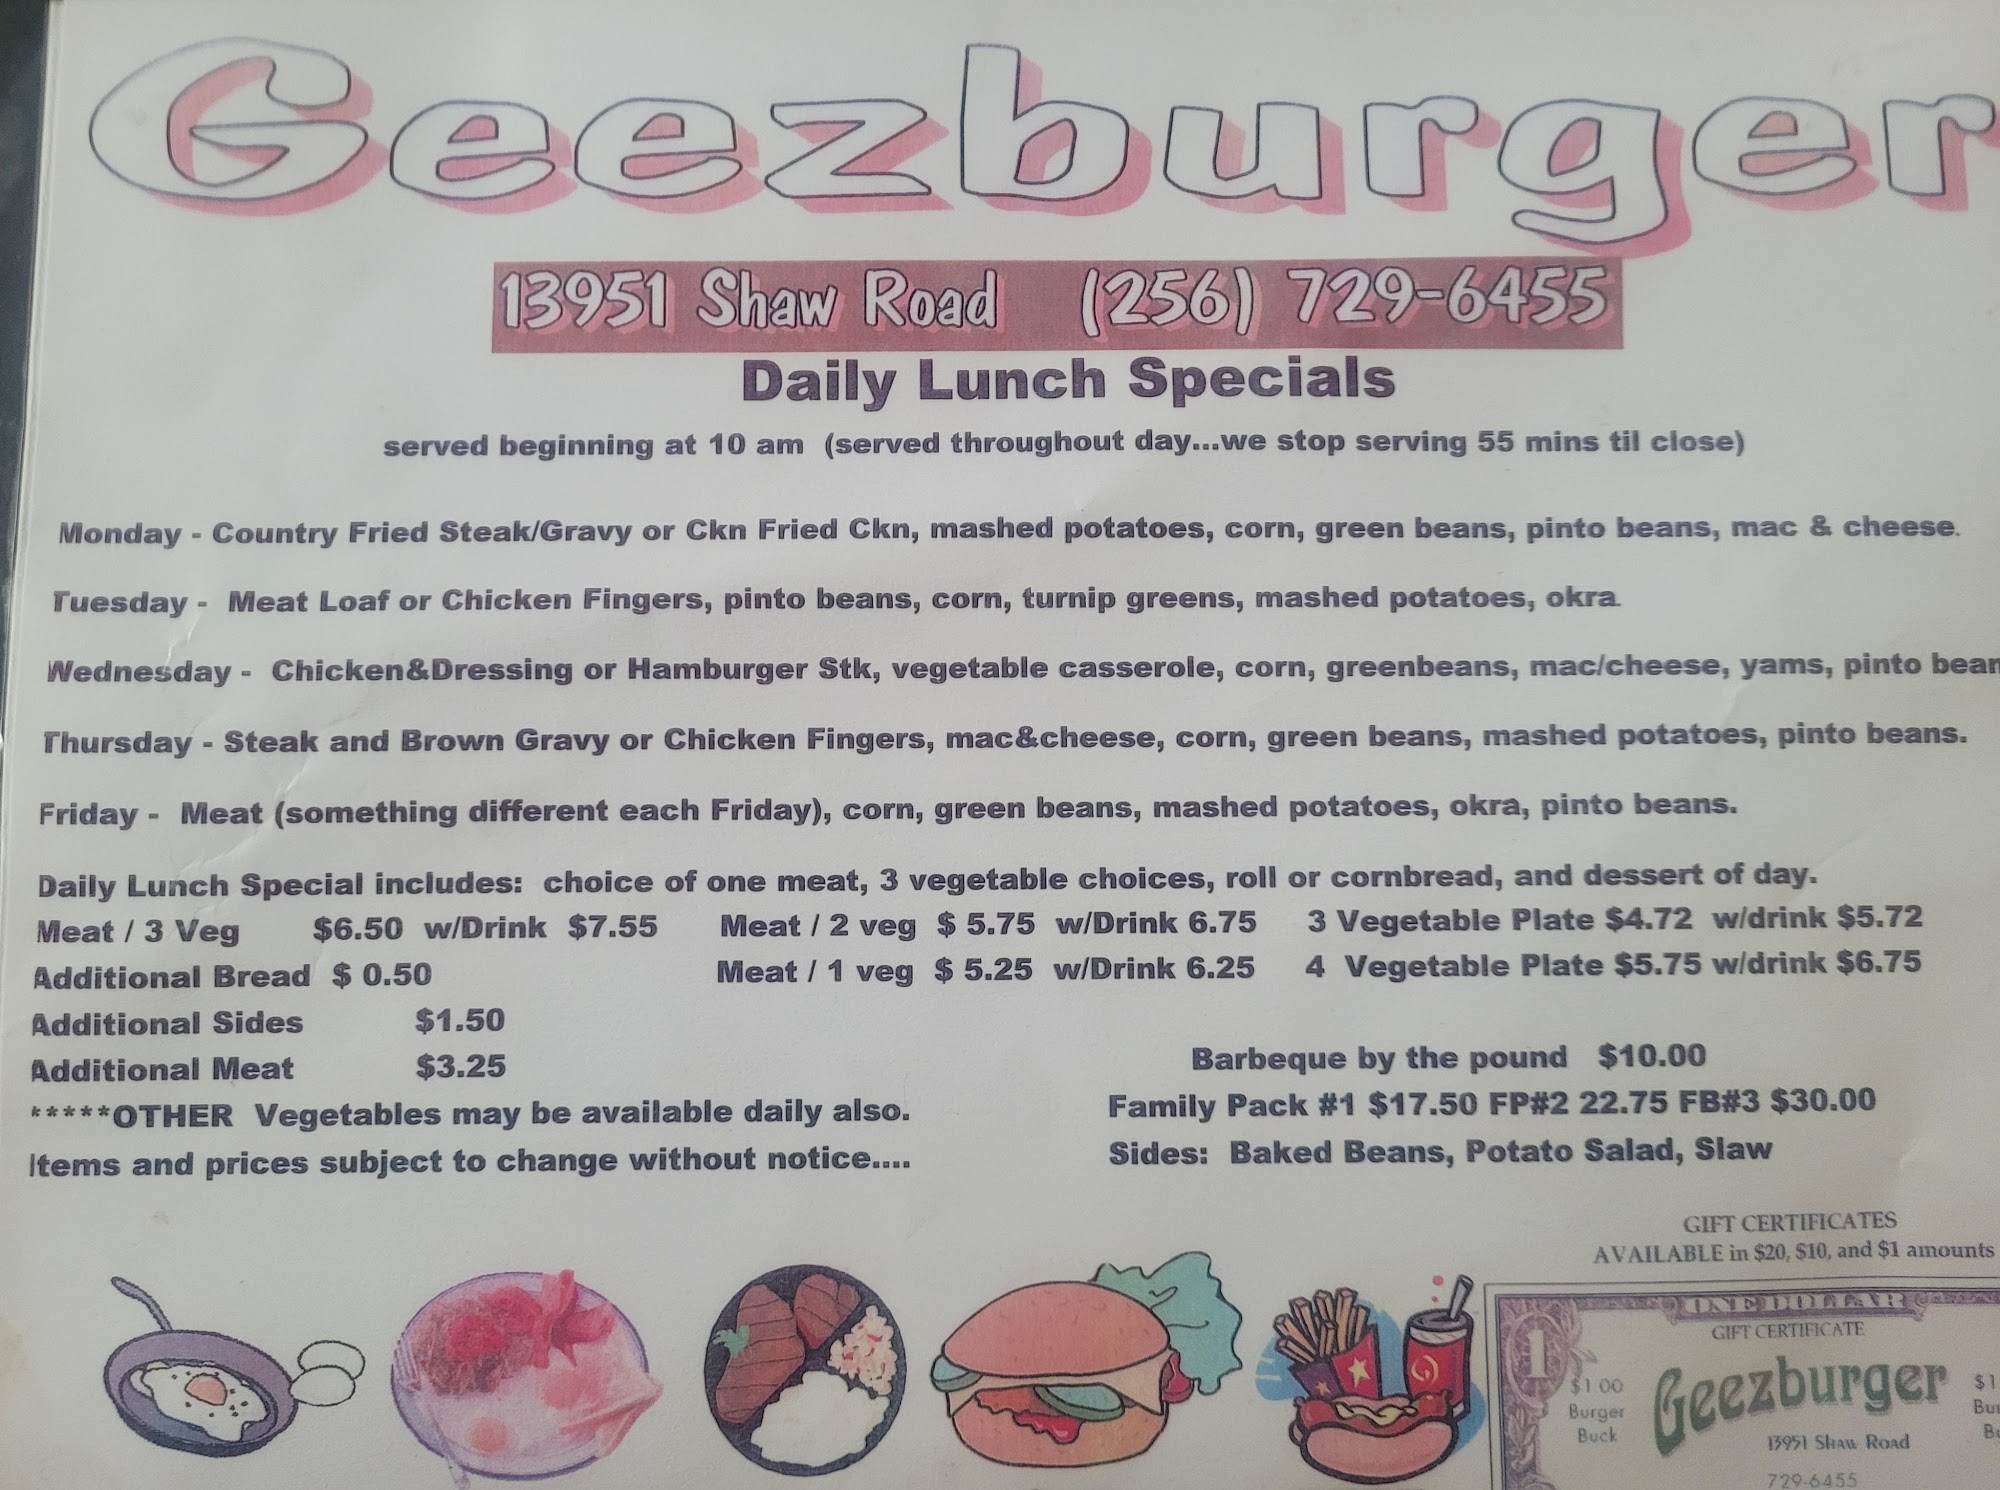 Geezburger
13951 Shaw Road (256) 729-6455
Daily Lunch Specials
served beginning at 10 am (served throughout day...we stop serving 55 mins til close)
Monday - Country Fried Steak/Gravy or Ckn Fried Ckn, mashed potatoes, corn, green beans, pinto beans, mac & cheese.
Tuesday - Meat Loaf or Chicken Fingers, pinto beans, corn, turnip greens, mashed potatoes, okra.
Wednesday - Chicken&Dressing or Hamburger Stk, vegetable casserole, corn, greenbeans, mac/cheese, yams, pinto bean
Thursday - Steak and Brown Gravy or Chicken Fingers, mac&cheese, corn, green beans, mashed potatoes, pinto beans.
Friday - Meat (something different each Friday), corn, green beans, mashed potatoes, okra, pinto beans.
Daily Lunch Special includes: choice of one meat, 3 vegetable choices, roll or cornbread, and dessert of day.
Meat / 3 Veg $6.50 w/Drink $7.55 Meat / 2 veg $ 5.75 w/Drink 6.75 3 Vegetable Plate $4.72 w/drink $5.72
Additional Bread $ 0.50 Meat / 1 veg $ 5.25 w/Drink 6.25 4 Vegetable Plate $5.75 w/drink $6.75
Additional Sides $1.50
Additional Meat $3.25 Barbeque by the pound $10.00
*****OTHER Vegetables may be available daily also. Family Pack #1 $17.50 FP#2 22.75 FB#3 $30.00
Items and prices subject to change without notice.... Sides: Baked Beans, Potato Salad, Slaw
GIFT CERTIFICATES
AVAILABLE in $20, $10, and $1 amounts
ONE DOLLAR
GIFT CERTIFICATE
1
$1 00
Burger
Buck
Geezburger
13951 Shaw Road
729-6455
$1